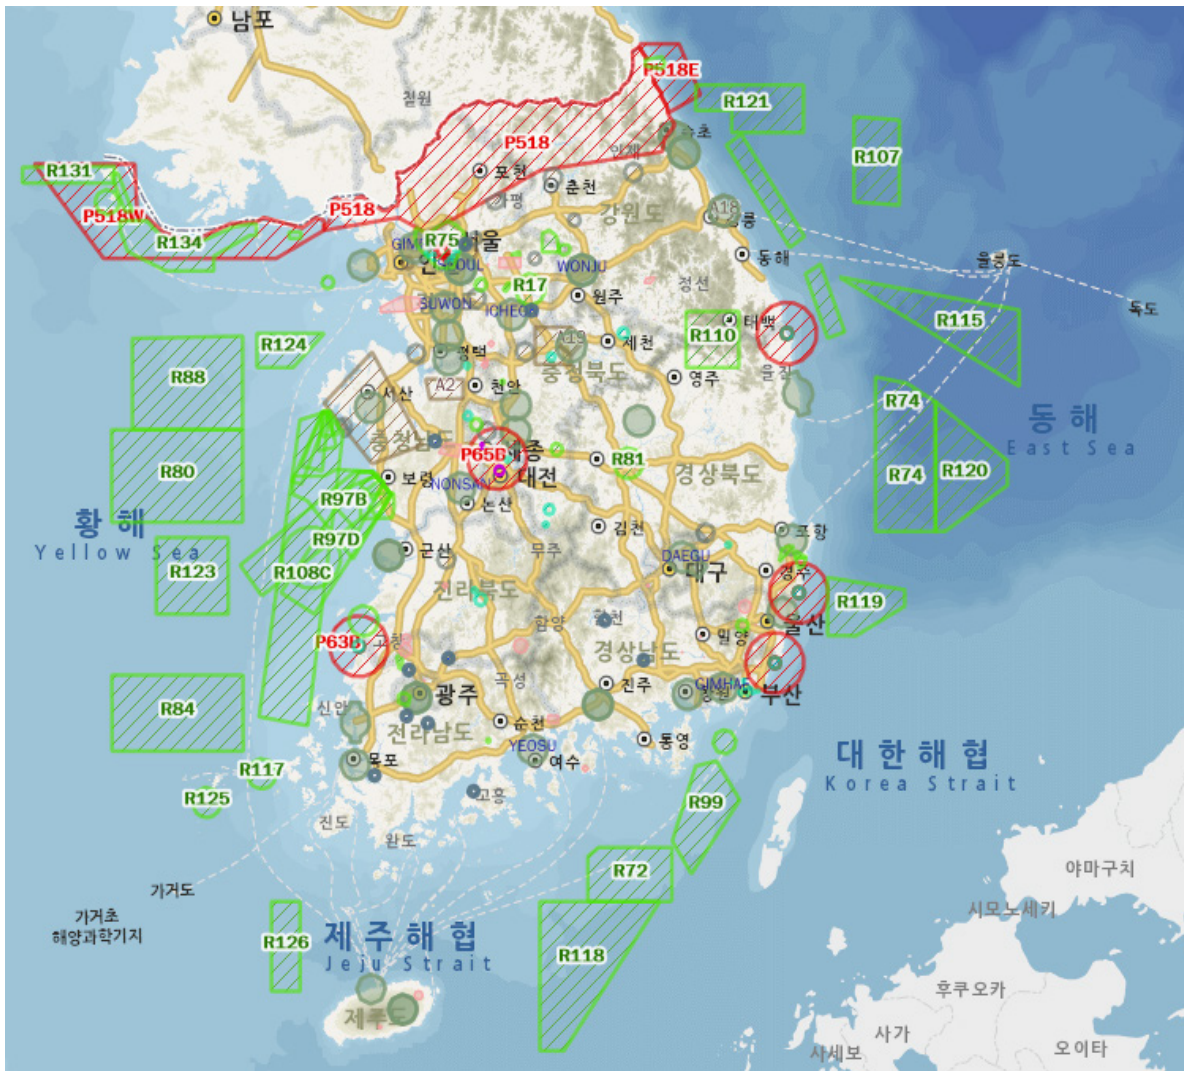 남포
P518E
R121
철원
속초
P518
인제
R107
R131
포천
춘천
가평
P518W
P518
강원도
A18
강릉
R134
R75
서울
SEOUL
WONJU
동해
울릉도
R17
정선
원주
SUWON
독도
R124
R110
태백
R115
A19
제천
평택
충청북도
울진
R88
A2
영주
서산
천안
R74
동해
East Sea
충청남도
P65B
세종
R81
R80
보령
NONSAN
대전
경상북도
R74
R120
R97B
논산
황해
Yellow Sea
R97D
김천
포항
군산
무주
DAEGU
R123
R108C
대구
경주
전라북도
R119
함양
합천
울산
P63B
고창
밀양
경상남도
곡성
진주
GIMHAE
창원
부산
R84
신안
광주
순천
전라남도
통영
YEOSU
대한해협
Korea Strait
목포
여수
R117
R125
고흥
R99
진도
완도
R72
야마구치
가거도
가거초
해양과학기지
시모노세키
R126
제주해협
Jeju Strait
R118
후쿠오카
제주도
사가
사세보
오이타